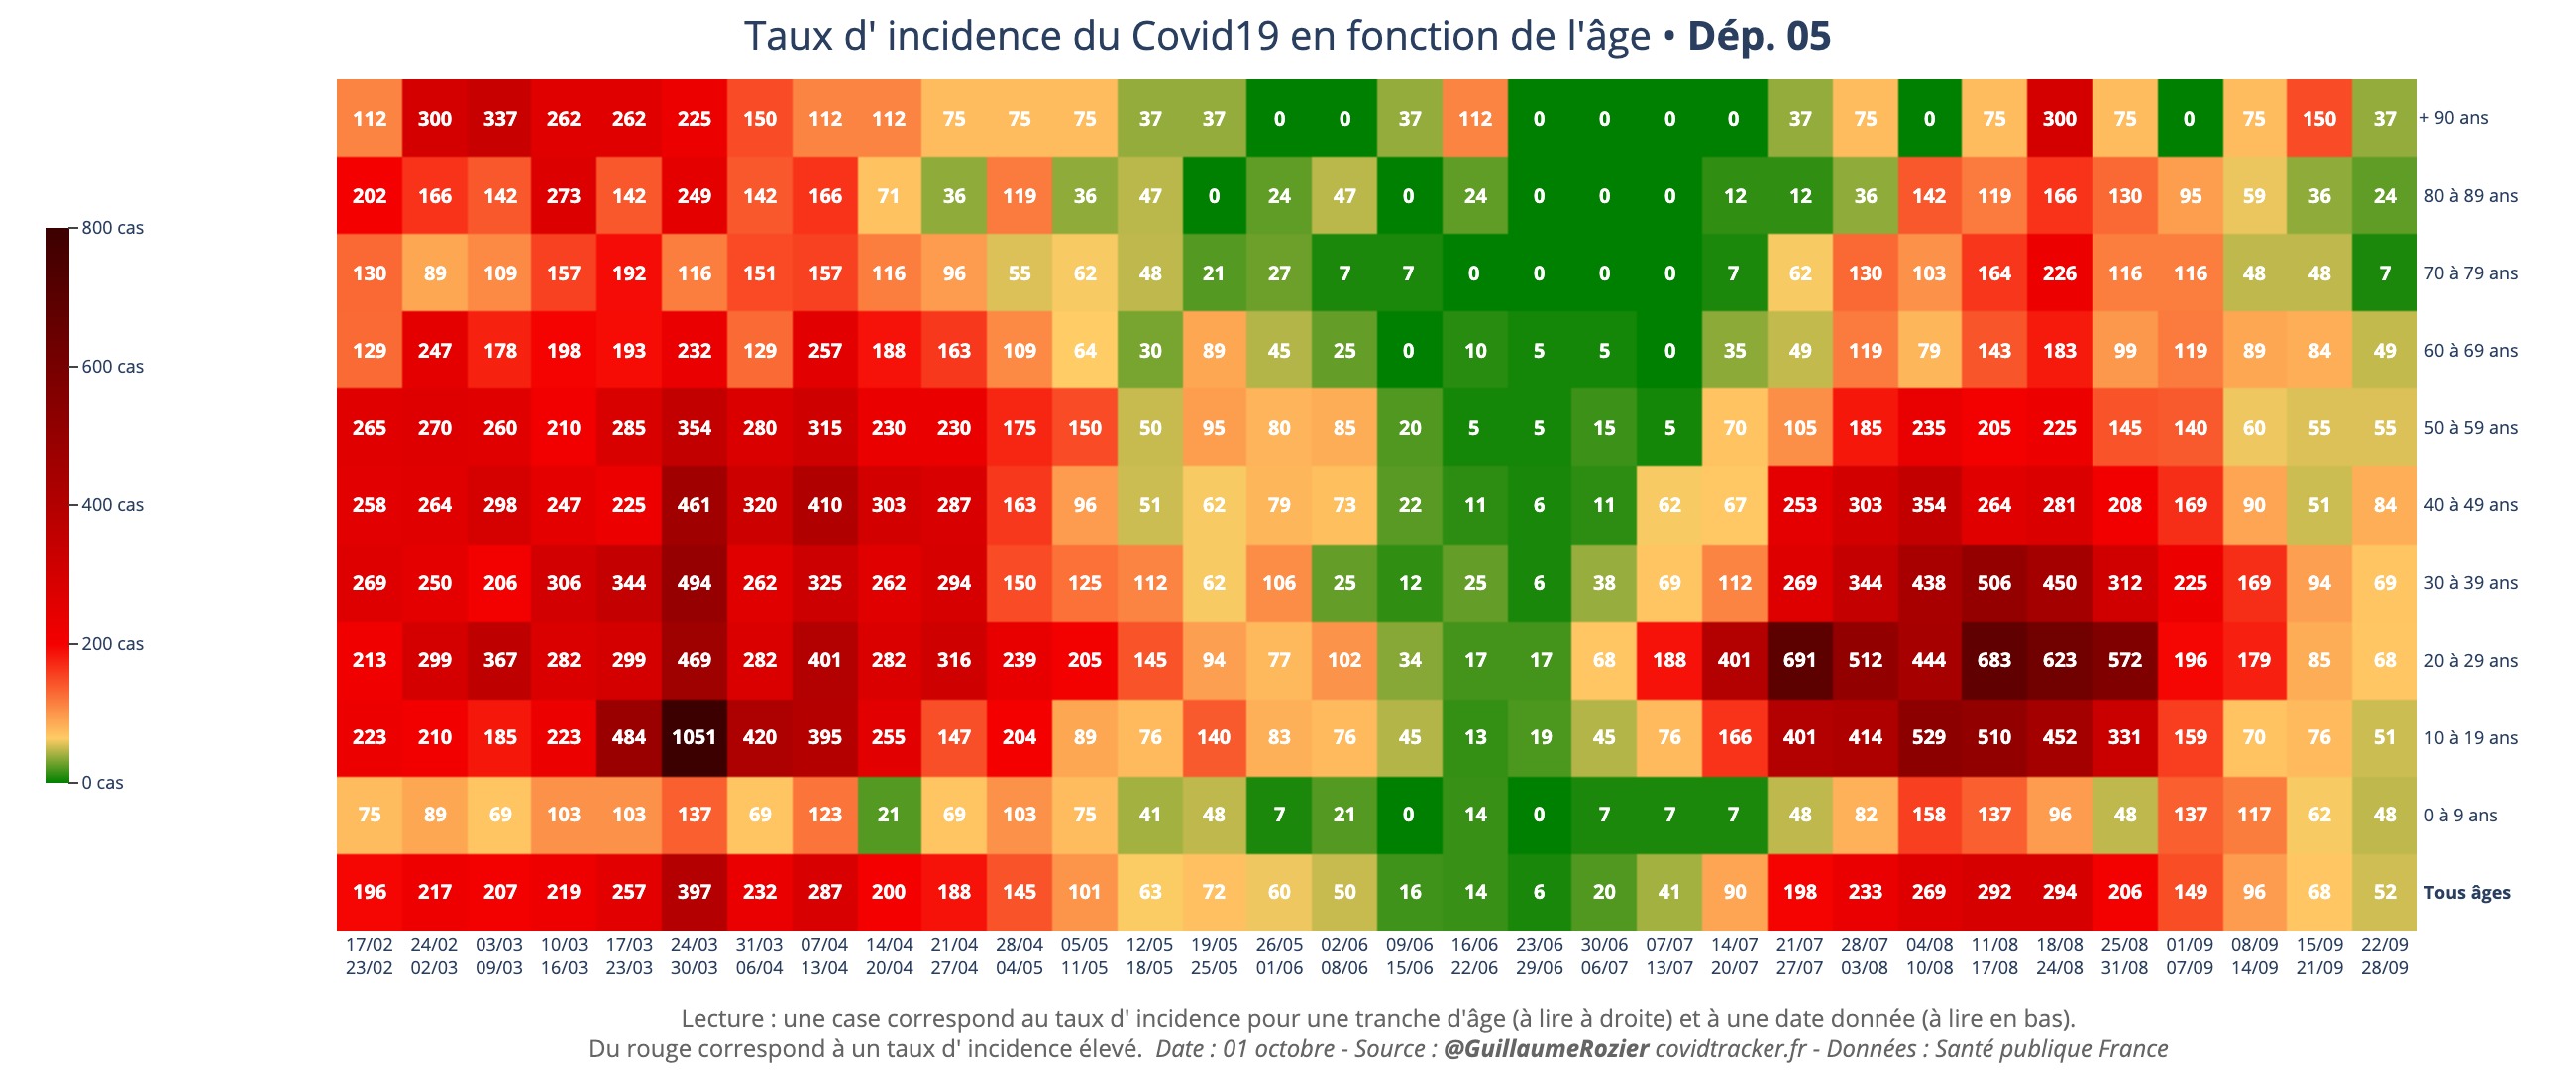 Taux d' incidence du Covid19 en fonction de l'âge • Dép. 05
112 300 337 262 262 225 150 112 112 75 75 75 37 37 0 0 37 112 0 0 0 0 37 75 0 75 300 75 0 75 150 37 + 90 ans
202 166 142 273 142 249 142 166 71 36 119 36 47 0 24 47 0 24 0 0 0 12 12 36 142 119 166 130 95 59 36 24 80 à 89 ans
130 89 109 157 192 116 151 157 116 96 55 62 48 21 27 7 7 0 0 0 0 7 62 130 103 164 226 116 116 48 48 7 70 à 79 ans
129 247 178 198 193 232 129 257 188 163 109 64 30 89 45 25 0 10 5 5 0 35 49 119 79 143 183 99 119 89 84 49 60 à 69 ans
265 270 260 210 285 354 280 315 230 230 175 150 50 95 80 85 20 5 5 15 5 70 105 185 235 205 225 145 140 60 55 55 50 à 59 ans
258 264 298 247 225 461 320 410 303 287 163 96 51 62 79 73 22 11 6 11 62 67 253 303 354 264 281 208 169 90 51 84 40 à 49 ans
269 250 206 306 344 494 262 325 262 294 150 125 112 62 106 25 12 25 6 38 69 112 269 344 438 506 450 312 225 169 94 69 30 à 39 ans
213 299 367 282 299 469 282 401 282 316 239 205 145 94 77 102 34 17 17 68 188 401 691 512 444 683 623 572 196 179 85 68 20 à 29 ans
223 210 185 223 484 1051 420 395 255 147 204 89 76 140 83 76 45 13 19 45 76 166 401 414 529 510 452 331 159 70 76 51 10 à 19 ans
75 89 69 103 103 137 69 123 21 69 103 75 41 48 7 21 0 14 0 7 7 7 48 82 158 137 96 48 137 117 62 48 0 à 9 ans
196 217 207 219 257 397 232 287 200 188 145 101 63 72 60 50 16 14 6 20 41 90 198 233 269 292 294 206 149 96 68 52 Tous âges
17/02 24/02 03/03 10/03 17/03 24/03 31/03 07/04 14/04 21/04 28/04 05/05 12/05 19/05 26/05 02/06 09/06 16/06 23/06 30/06 07/07 14/07 21/07 28/07 04/08 11/08 18/08 25/08 01/09 08/09 15/09 22/09
23/02 02/03 09/03 16/03 23/03 30/03 06/04 13/04 20/04 27/04 04/05 11/05 18/05 25/05 01/06 08/06 15/06 22/06 29/06 06/07 13/07 20/07 27/07 03/08 10/08 17/08 24/08 31/08 07/09 14/09 21/09 28/09
800 cas
600 cas
400 cas
200 cas
0 cas
Lecture : une case correspond au taux d' incidence pour une tranche d'âge (à lire à droite) et à une date donnée (à lire en bas).
Du rouge correspond à un taux d' incidence élevé. Date : 01 octobre - Source : @GuillaumeRozier covidtracker.fr - Données : Santé publique France